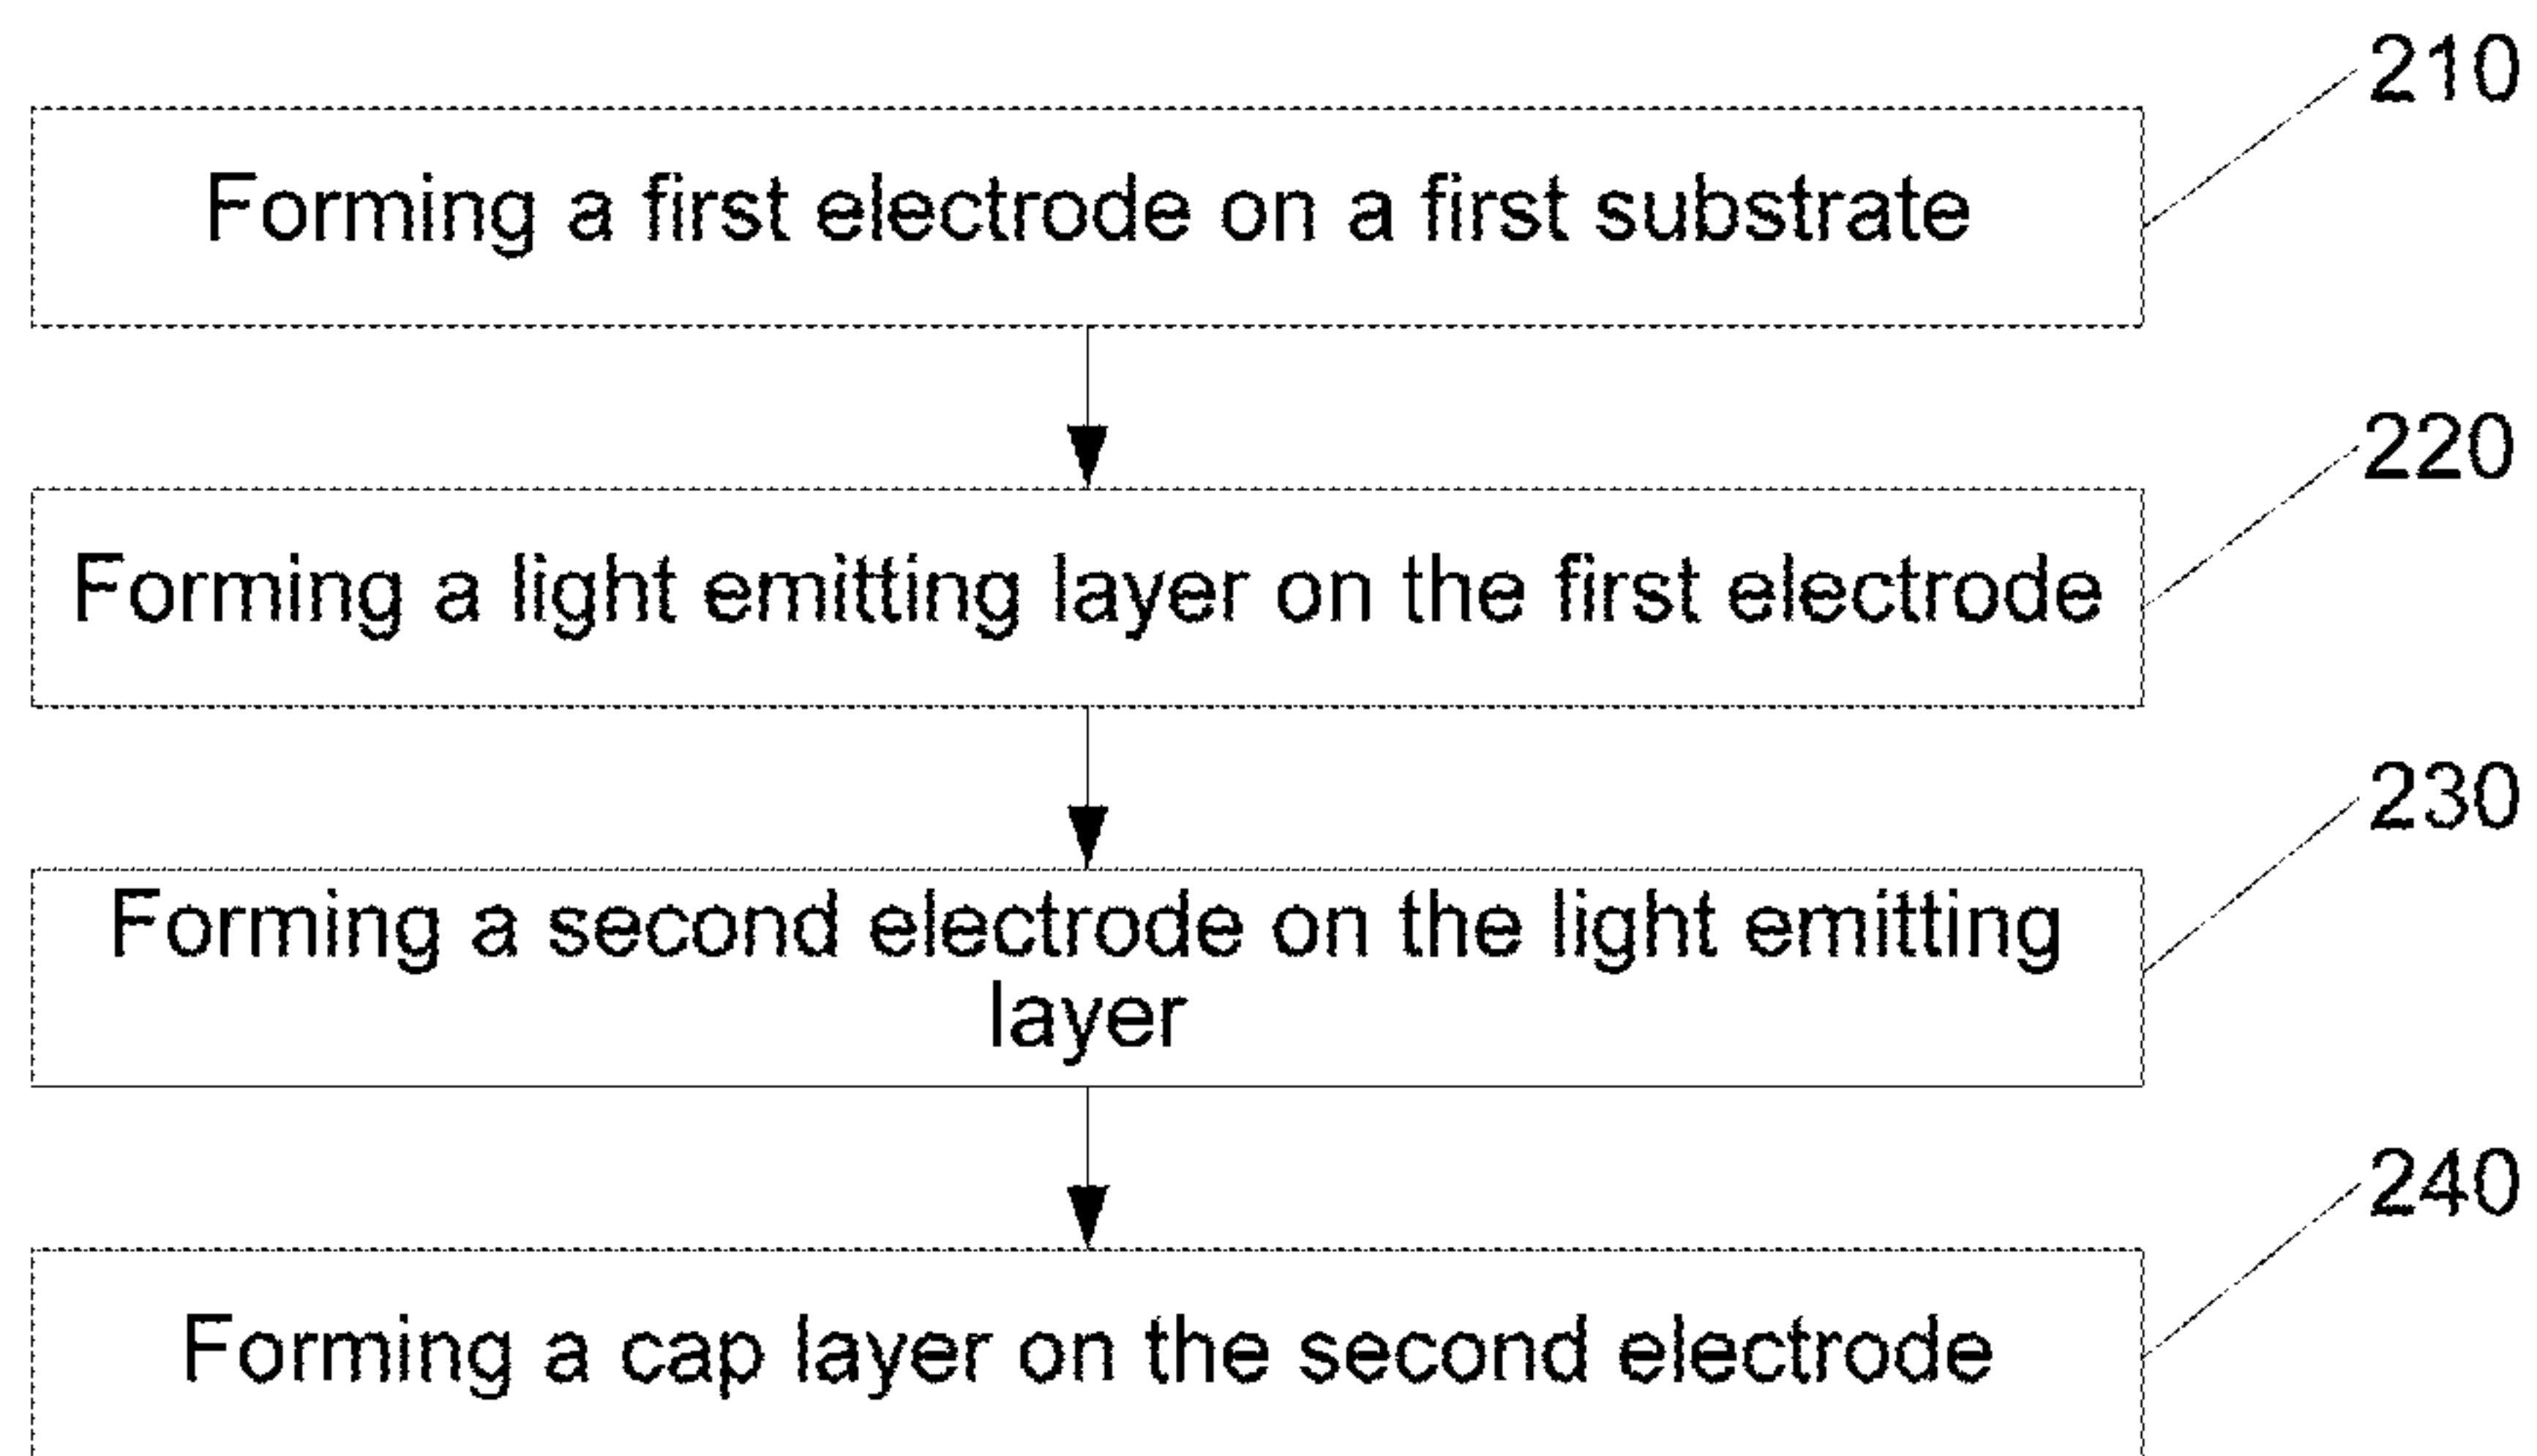 210
Forming a first electrode on a first substrate
220
Forming a light emitting layer on the first electrode
230
Forming a second electrode on the light emitting
layer
240
Forming a cap layer on the second electrode